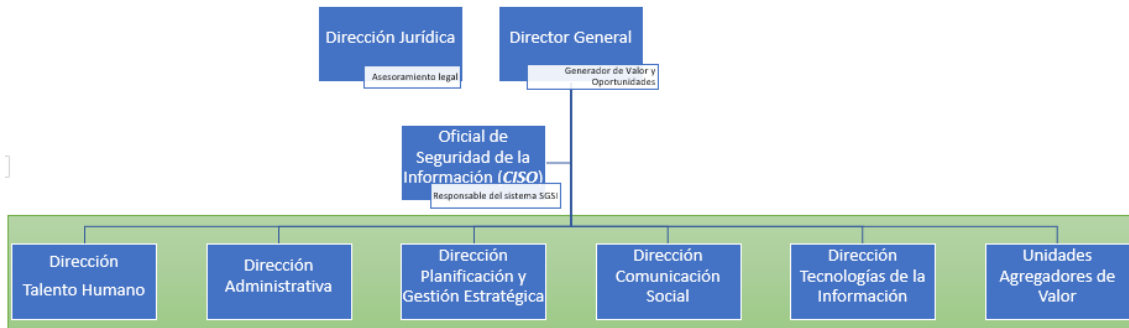 Dirección Jurídica
Asesoramiento legal
Director General
Generador de Valor y
Oportunidades
Oficial de
Seguridad de la
Información (CISO)
Responsable del sistema SGSI
Dirección
Talento Humano
Dirección
Administrativa
Dirección
Planificación y
Gestión Estratégica
Dirección
Comunicación
Social
Dirección
Tecnologías de la
Información
Unidades
Agregadores de
Valor